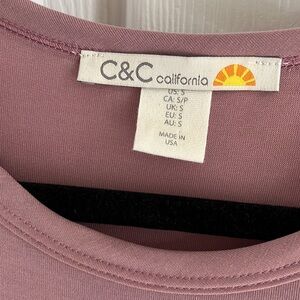 C&C california
US: S
CA: S/P
UK: S
EU: S
AU: S
MADE IN
USA